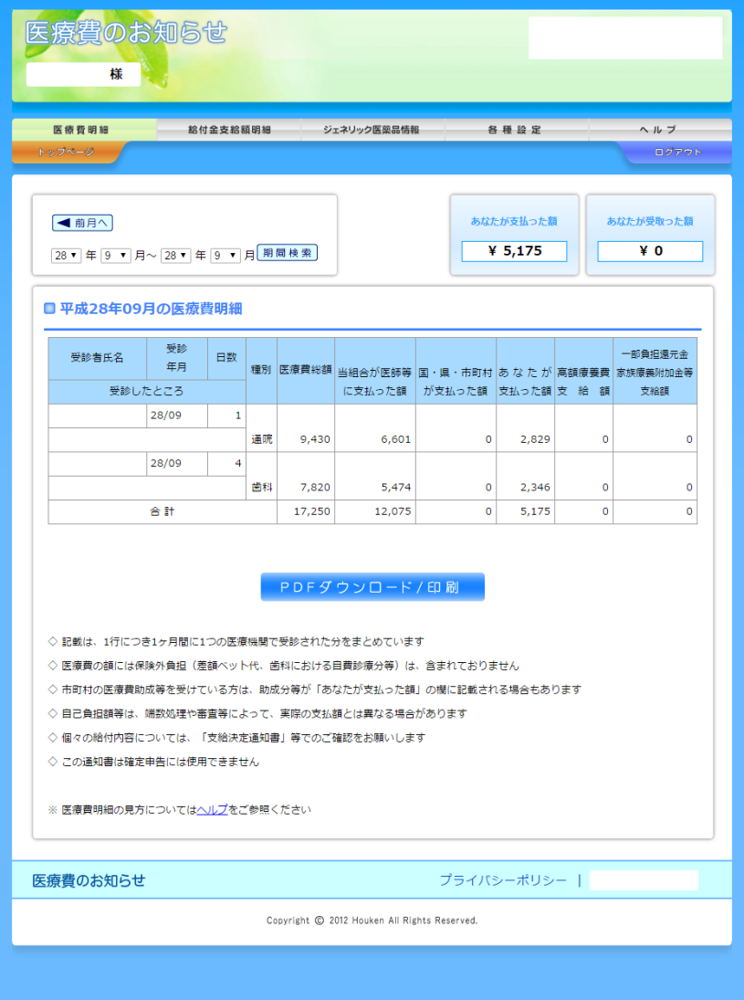 医療費のお知らせ
様
医療費明細 給付金支給額明細 ジェネリック医薬品情報 各種設定 ヘルプ
トップページ ログアウト
◀前月へ
28▼ 年 9 ▼ 月～ 28▼ 年 9 ▼ 月 期間検索
あなたが支払った額
¥ 5,175
あなたが受取った額
¥ 0
平成28年09月の医療費明細
受診者氏名 受診年月 日数 種別 医療費総額 当組合が医師等に支払った額 国・県・市町村が支払った額 あなたが支払った額 高額療養費支給額 一部負担還元金家族療養附加金等支給額
受診したところ
28/09 1
通院 9,430 6,601 0 2,829 0 0
28/09 4
歯科 7,820 5,474 0 2,346 0 0
合計 17,250 12,075 0 5,175 0 0
PDFダウンロード/印刷
◇ 記載は、1行につき1ヶ月間に1つの医療機関で受診された分をまとめています
◇ 医療費の額には保険外負担（差額ベット代、歯科における自費診療分等）は、含まれておりません
◇ 市町村の医療費助成等を受けている方は、助成分等が「あなたが支払った額」の欄に記載される場合もあります
◇ 自己負担額等は、端数処理や審査等によって、実際の支払額とは異なる場合があります
◇ 個々の給付内容については、「支給決定通知書」等でのご確認をお願いします
◇ この通知書は確定申告には使用できません
※ 医療費明細の見方についてはヘルプをご参照ください
医療費のお知らせ プライバシーポリシー |
Copyright © 2012 Houken All Rights Reserved.